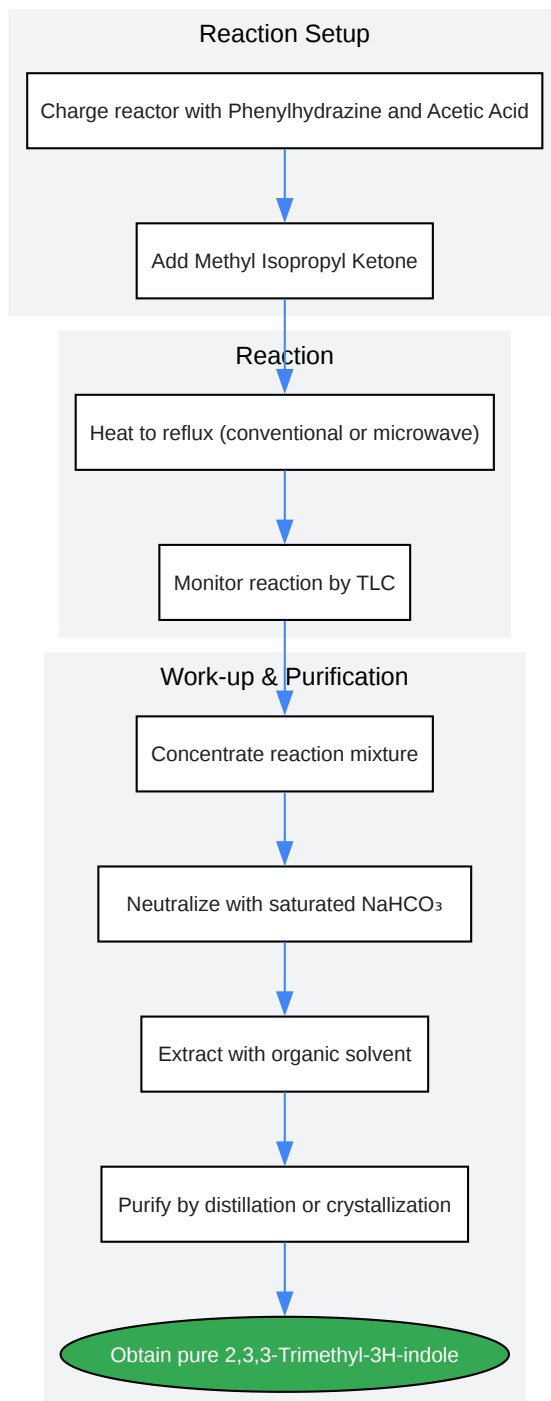 Reaction Setup
Charge reactor with Phenylhydrazine and Acetic Acid
Add Methyl Isopropyl Ketone
Reaction
Heat to reflux (conventional or microwave)
Monitor reaction by TLC
Work-up & Purification
Concentrate reaction mixture
Neutralize with saturated NaHCO₃
Extract with organic solvent
Purify by distillation or crystallization
Obtain pure 2,3,3-Trimethyl-3H-indole